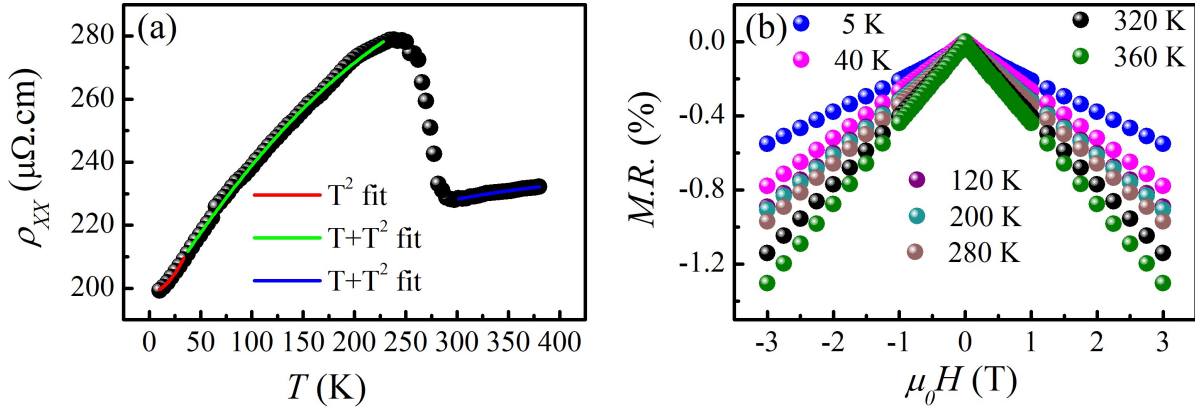 (a)
280
260
240
220
200
ρXX (μΩ.cm)
T² fit
T+T² fit
T+T² fit
0 50 100 150 200 250 300 350 400
T (K)
(b)
5 K
40 K
320 K
360 K
0.0
-0.4
-0.8
-1.2
M.R. (%)
120 K
200 K
280 K
-3 -2 -1 0 1 2 3
μ0H (T)